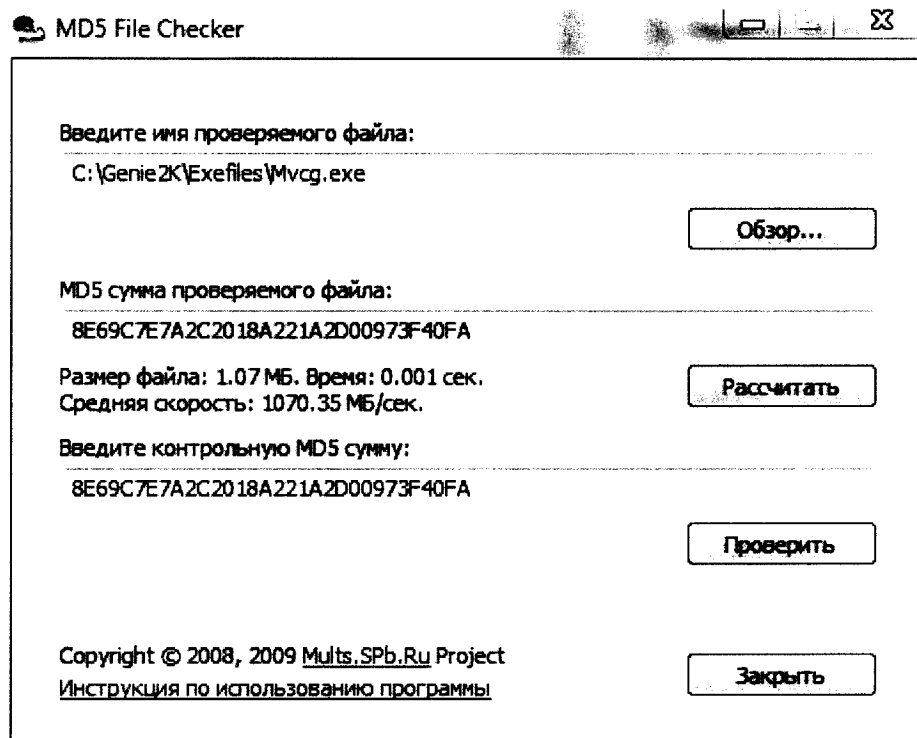 MD5 File Checker
Введите имя проверяемого файла:
C:\Genie2K\Exefiles\Mvcg.exe
Обзор...
MD5 сумма проверяемого файла:
8E69C7E7A2C2018A221A2D00973F40FA
Размер файла: 1.07 МБ. Время: 0.001 сек.
Средняя скорость: 1070.35 МБ/сек.
Рассчитать
Введите контрольную MD5 сумму:
8E69C7E7A2C2018A221A2D00973F40FA
Проверить
Copyright © 2008, 2009 Mults.SPb.Ru Project
Инструкция по использованию программы
Закрыть